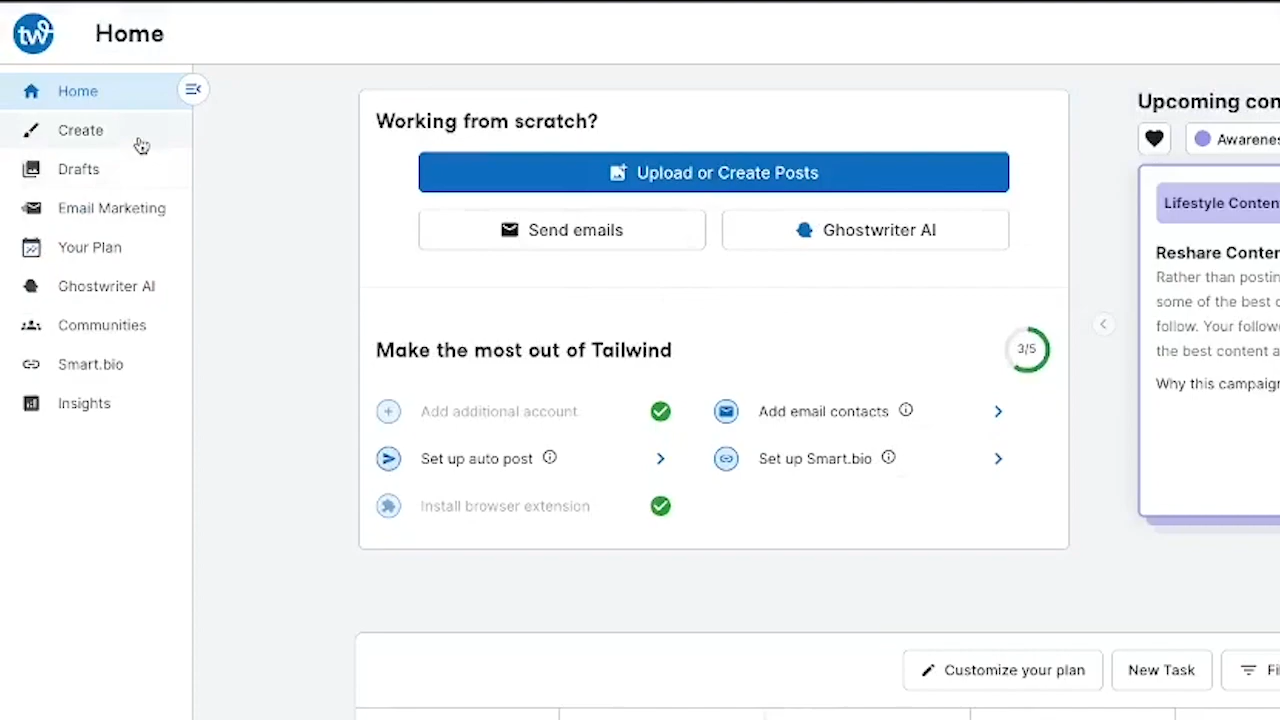 tw
Home
Home
Create
Drafts
Email Marketing
Your Plan
Ghostwriter AI
Communities
Smart.bio
Insights
Working from scratch?
Upload or Create Posts
Send emails
Ghostwriter AI
Make the most out of Tailwind
3/5
Add additional account
Add email contacts
Set up auto post
Set up Smart.bio
Install browser extension
Upcoming con
Awarenes
Lifestyle Conten
Reshare Conten
Rather than postin
some of the best c
follow. Your followe
the best content a
Why this campaign
Customize your plan
New Task
Fi